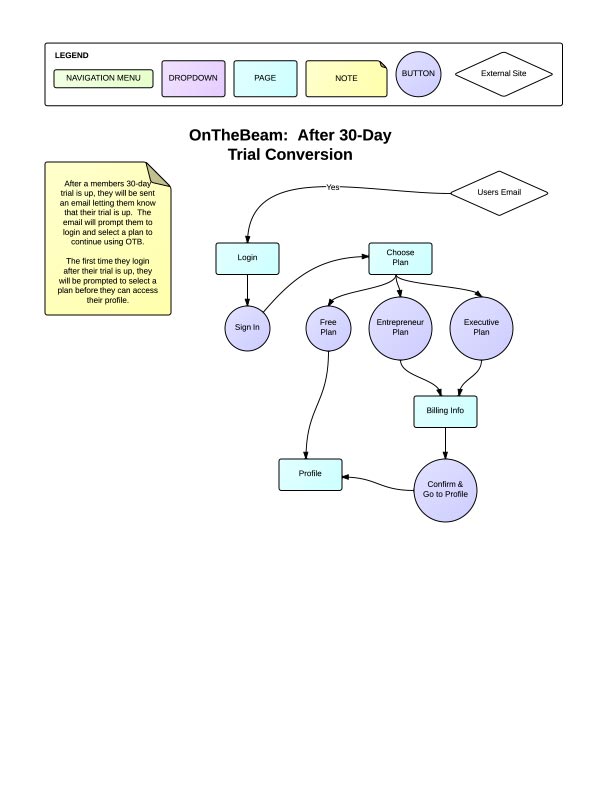 LEGEND
NAVIGATION MENU
DROPDOWN
PAGE
NOTE
BUTTON
External Site
OnTheBeam:  After 30-Day
Trial Conversion
After a members 30-day
trial is up, they will be sent
an email letting them know
that their trial is up.  The
email will prompt them to
login and select a plan to
continue using OTB.
The first time they login
after their trial is up, they
will be prompted to select a
plan before they can access
their profile.
Yes
Users Email
Login
Choose
Plan
Sign In
Free
Plan
Entrepreneur
Plan
Executive
Plan
Billing Info
Profile
Confirm &
Go to Profile